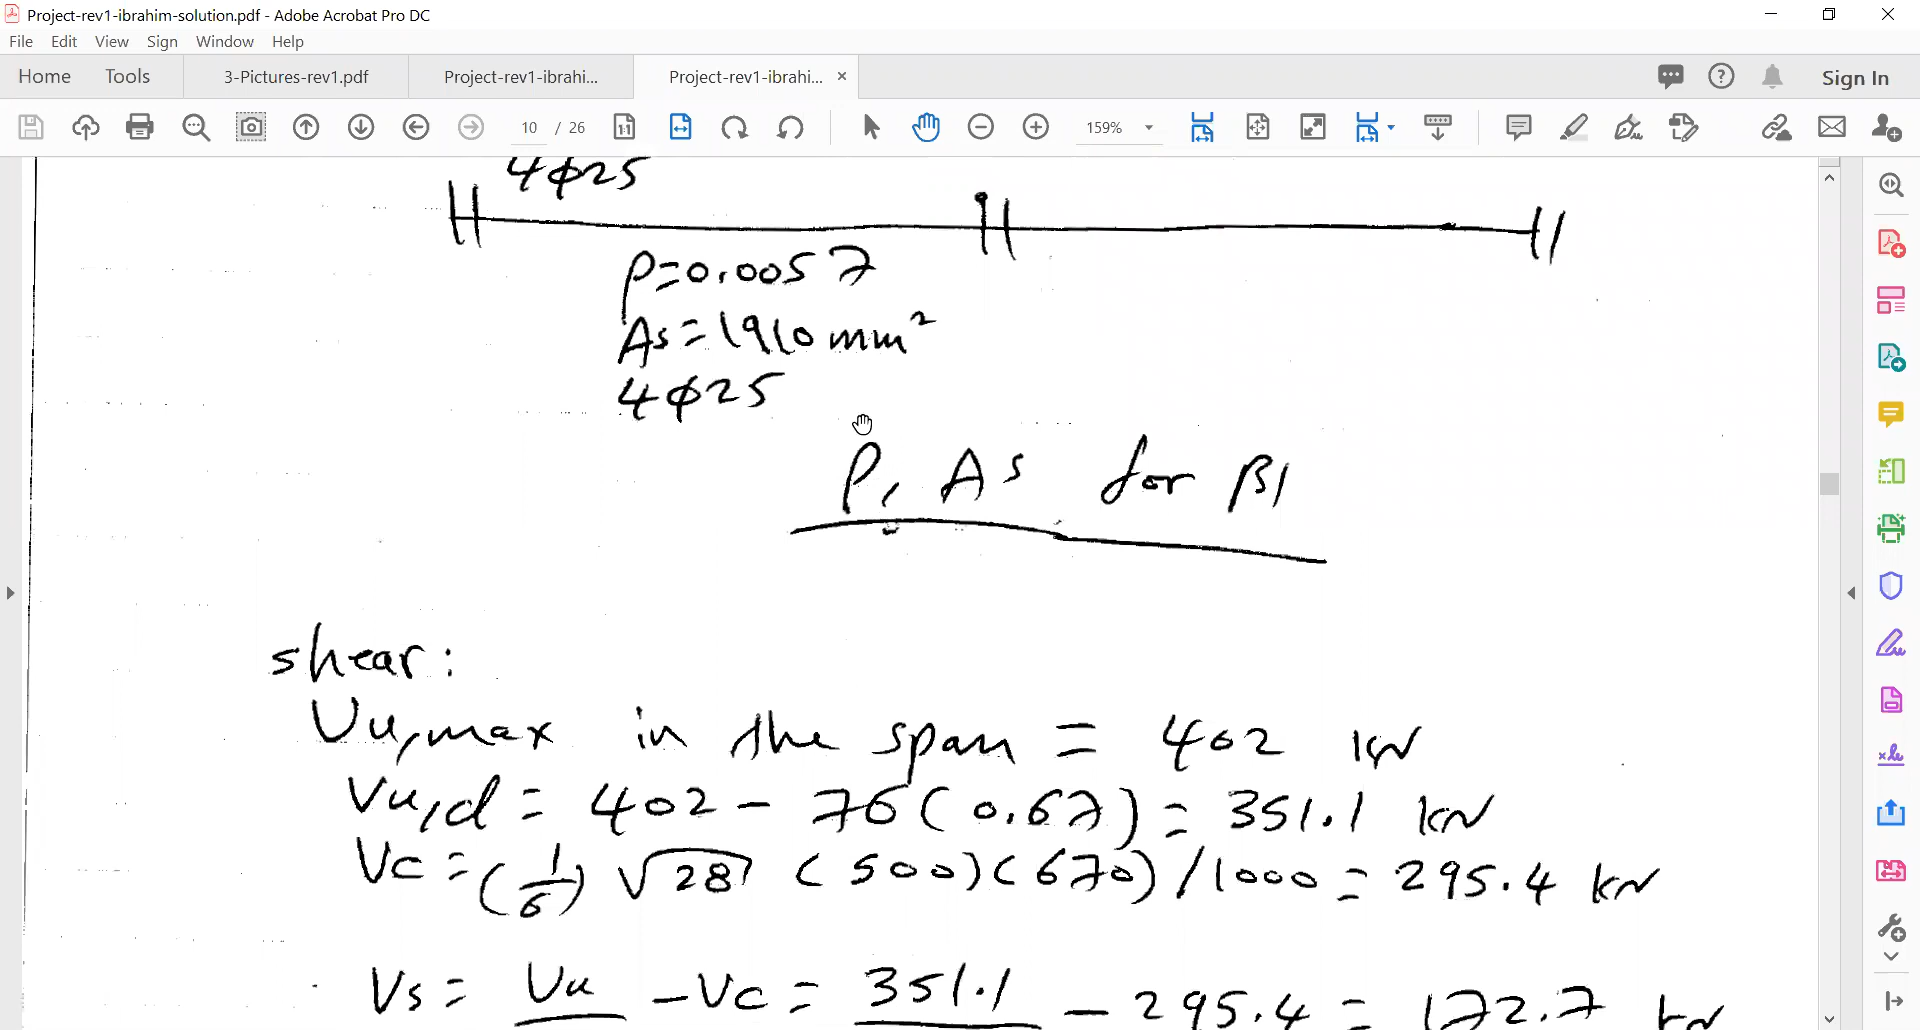 Project-rev1-ibrahim-solution.pdf - Adobe Acrobat Pro DC
File Edit View Sign Window Help
Home Tools 3-Pictures-rev1.pdf Project-rev1-ibrahi... Project-rev1-ibrahi... × Sign In
10 / 26 159%
4ϕ25
ρ=0.0057
As=1910 mm²
4ϕ25
ρ, As for B1
shear:
Vu,max in the span = 402 kN
Vu,d = 402 - 76(0.67) = 351.1 kN
Vc = (1/6) √28 (500)(670)/1000 = 295.4 kN
Vs = Vu - Vc = 351.1 - 295.4 = 172.7 kN